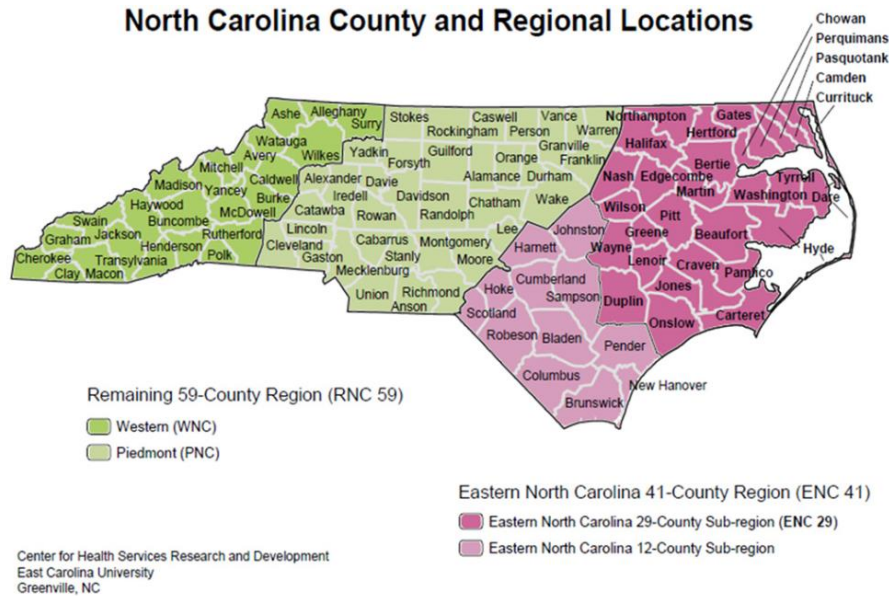 North Carolina County and Regional Locations
Chowan
Perquimans
Pasquotank
Camden
Currituck
Ashe
Alleghany
Surry
Stokes
Caswell
Vance
Northampton
Gates
Rockingham
Person
Warren
Hertford
Watauga
Granville
Halifax
Avery
Wilkes
Yadkin
Guilford
Orange
Franklin
Bertie
Forsyth
Mitchell
Alamance
Durham
Nash
Edgecombe
Tyrrell
Madison
Yancey
Caldwell
Alexander
Davie
Martin
Iredell
Davidson
Chatham
Wake
Washington
Dare
Haywood
Burke
Wilson
Buncombe
McDowell
Catawba
Rowan
Randolph
Pitt
Swain
Johnston
Greene
Beaufort
Graham
Jackson
Rutherford
Lincoln
Lee
Henderson
Cleveland
Cabarrus
Montgomery
Harnett
Wayne
Hyde
Cherokee
Transylvania
Polk
Gaston
Stanly
Moore
Lenoir
Craven
Clay
Macon
Mecklenburg
Cumberland
Pamlico
Hoke
Jones
Union
Richmond
Sampson
Duplin
Anson
Scotland
Carteret
Onslow
Robeson
Bladen
Pender
Columbus
New Hanover
Brunswick
Remaining 59-County Region (RNC 59)
Western (WNC)
Piedmont (PNC)
Eastern North Carolina 41-County Region (ENC 41)
Eastern North Carolina 29-County Sub-region (ENC 29)
Eastern North Carolina 12-County Sub-region
Center for Health Services Research and Development
East Carolina University
Greenville, NC